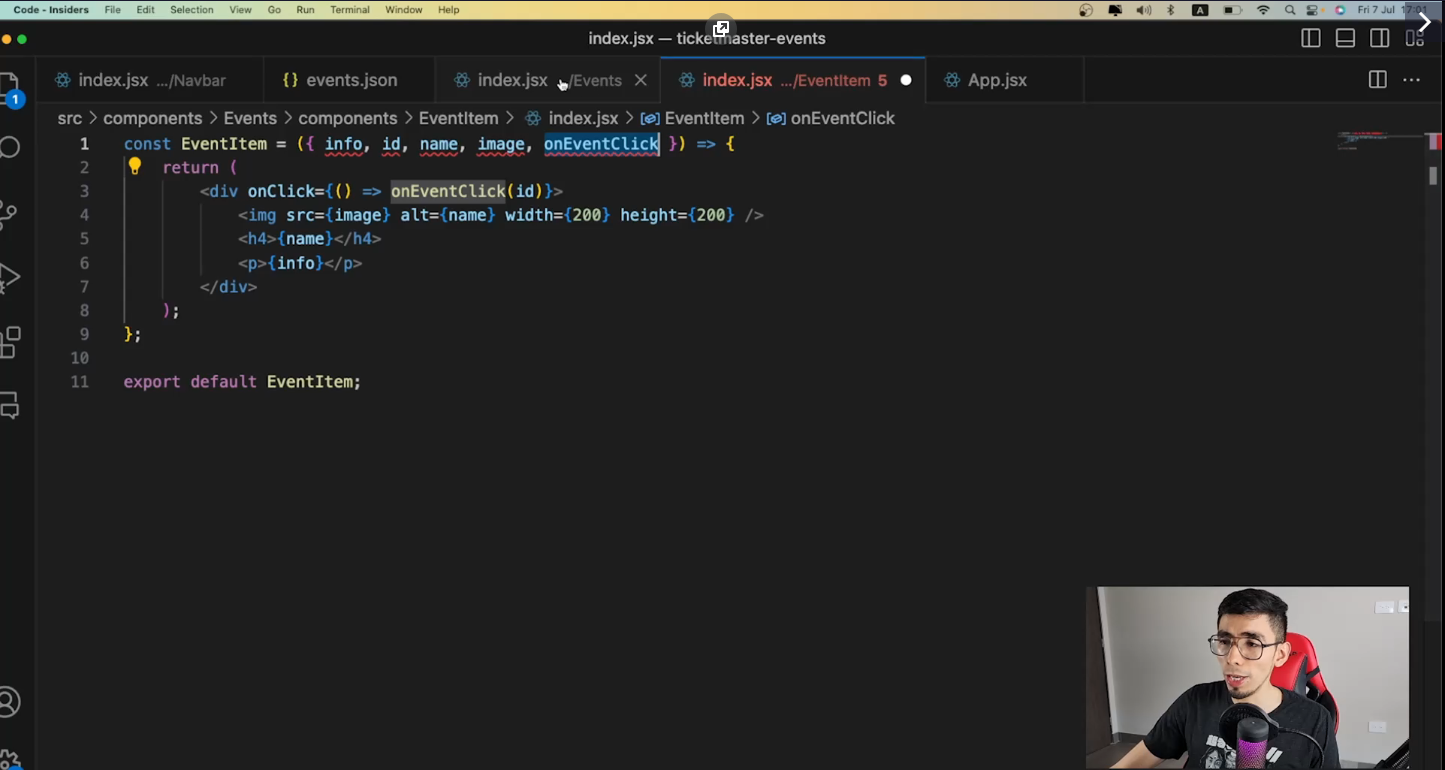 Code - Insiders File Edit Selection View Go Run Terminal Window Help A Fri 7 Jul 17:01
index.jsx — ticketmaster-events
index.jsx .../Navbar {} events.json index.jsx /Events index.jsx .../EventItem 5 App.jsx
1
src > components > Events > components > EventItem > index.jsx > EventItem > onEventClick
1 const EventItem = ({ info, id, name, image, onEventClick }) => {
2 return (
3 <div onClick={() => onEventClick(id)}>
4 <img src={image} alt={name} width={200} height={200} />
5 <h4>{name}</h4>
6 <p>{info}</p>
7 </div>
8 );
9 };
10
11 export default EventItem;